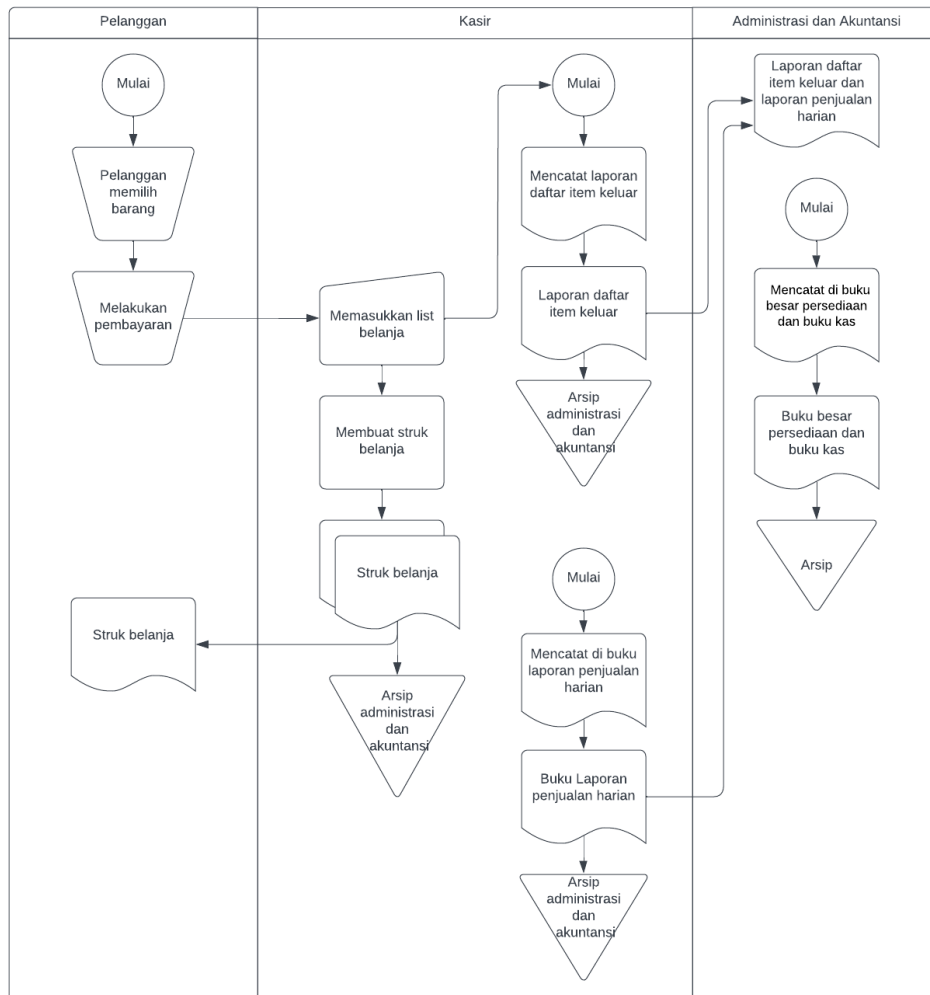 Pelanggan
Kasir
Administrasi dan Akuntansi
Mulai
Pelanggan
memilih
barang
Melakukan
pembayaran
Struk belanja
Memasukkan list
belanja
Membuat struk
belanja
Struk belanja
Arsip
administrasi
dan
akuntansi
Mulai
Mencatat laporan
daftar item keluar
Laporan daftar
item keluar
Arsip
administrasi
dan
akuntansi
Mulai
Mencatat di buku
laporan penjualan
harian
Buku Laporan
penjualan harian
Arsip
administrasi
dan
akuntansi
Laporan daftar
item keluar dan
laporan penjualan
harian
Mulai
Mencatat di buku
besar persediaan
dan buku kas
Buku besar
persediaan dan
buku kas
Arsip